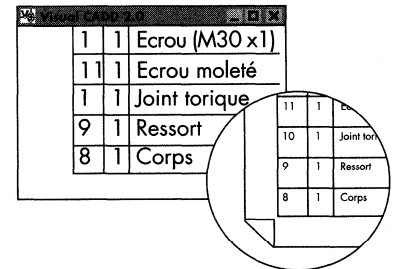 Visual CADD 2.0
1 1 Ecrou (M30 x1)
11 1 Ecrou moleté
1 1 Joint torique
9 1 Ressort
8 1 Corps
11 1
10 1 Joint tori
9 1 Ressort
8 1 Corps